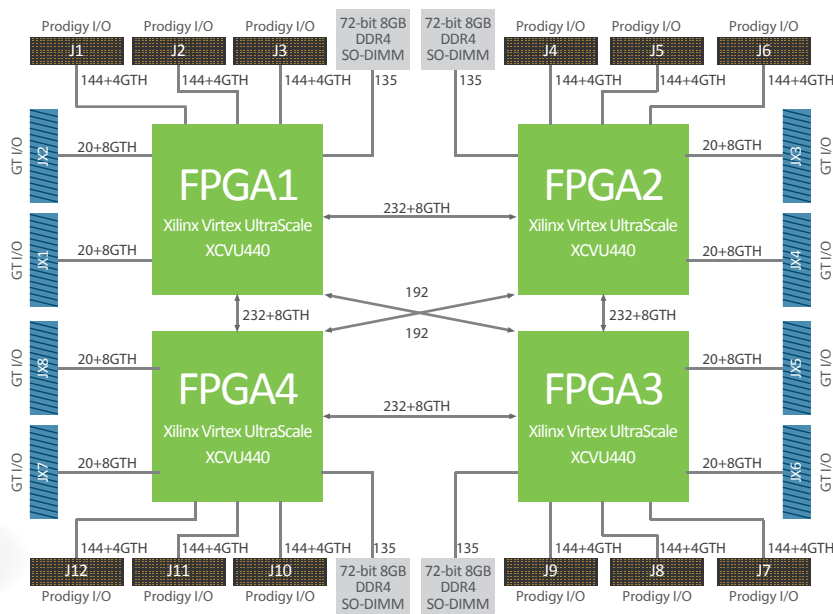 Prodigy I/O
Prodigy I/O
Prodigy I/O
72-bit 8GB
DDR4
SO-DIMM
72-bit 8GB
DDR4
SO-DIMM
Prodigy I/O
Prodigy I/O
Prodigy I/O
J1
J2
J3
J4
J5
J6
144+4GTH
144+4GTH
144+4GTH
135
135
144+4GTH
144+4GTH
144+4GTH
GT I/O
JX2
20+8GTH
FPGA1
Xilinx Virtex UltraScale
XCVU440
FPGA2
Xilinx Virtex UltraScale
XCVU440
20+8GTH
JX3
GT I/O
232+8GTH
GT I/O
JX1
20+8GTH
20+8GTH
JX4
GT I/O
192
232+8GTH
232+8GTH
192
GT I/O
JX8
20+8GTH
FPGA4
Xilinx Virtex UltraScale
XCVU440
FPGA3
Xilinx Virtex UltraScale
XCVU440
20+8GTH
JX5
GT I/O
232+8GTH
GT I/O
JX7
20+8GTH
20+8GTH
JX6
GT I/O
144+4GTH
144+4GTH
144+4GTH
135
135
144+4GTH
144+4GTH
144+4GTH
J12
J11
J10
72-bit 8GB
DDR4
SO-DIMM
72-bit 8GB
DDR4
SO-DIMM
J9
J8
J7
Prodigy I/O
Prodigy I/O
Prodigy I/O
Prodigy I/O
Prodigy I/O
Prodigy I/O